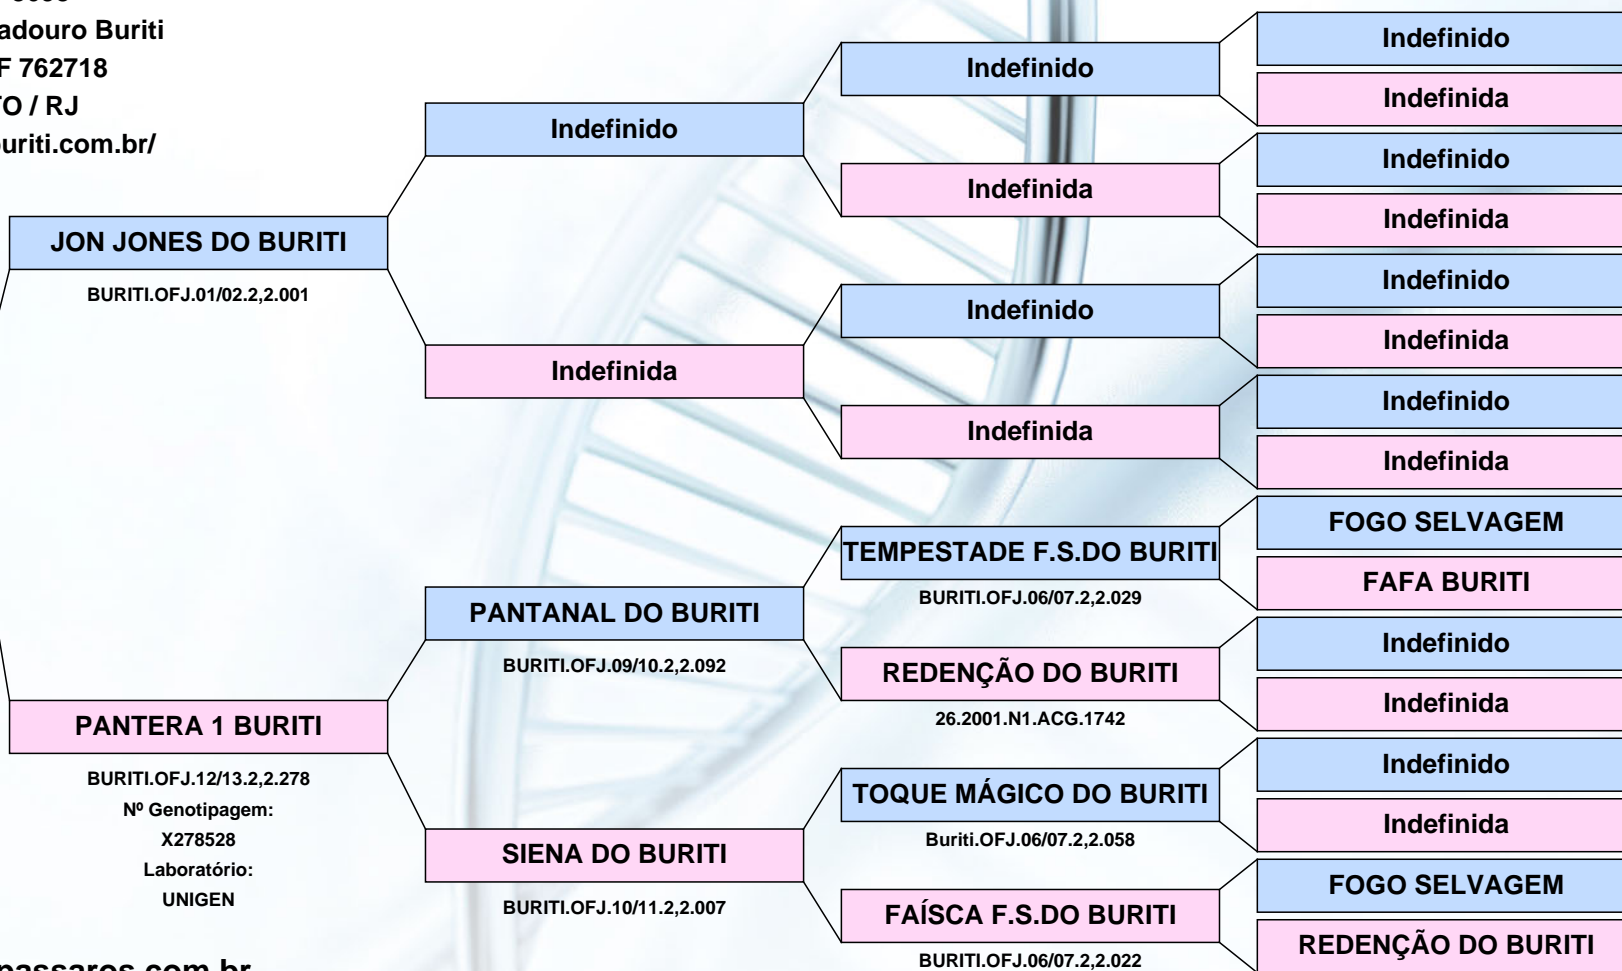 adouro Buriti
F 762718
TO / RJ
uriti.com.br/
JON JONES DO BURITI
BURITI.OFJ.01/02.2,2.001
PANTERA 1 BURITI
BURITI.OFJ.12/13.2,2.278
Nº Genotipagem:
X278528
Laboratório:
UNIGEN
passaros.com.br
Indefinido
Indefinida
PANTANAL DO BURITI
BURITI.OFJ.09/10.2,2.092
SIENA DO BURITI
BURITI.OFJ.10/11.2,2.007
Indefinido
Indefinida
Indefinido
Indefinida
TEMPESTADE F.S.DO BURITI
BURITI.OFJ.06/07.2,2.029
REDENÇÃO DO BURITI
26.2001.N1.ACG.1742
TOQUE MÁGICO DO BURITI
Buriti.OFJ.06/07.2,2.058
FAÍSCA F.S.DO BURITI
BURITI.OFJ.06/07.2,2.022
Indefinido
Indefinida
Indefinido
Indefinida
Indefinido
Indefinida
Indefinido
Indefinida
FOGO SELVAGEM
FAFA BURITI
Indefinido
Indefinida
Indefinido
Indefinida
FOGO SELVAGEM
REDENÇÃO DO BURITI